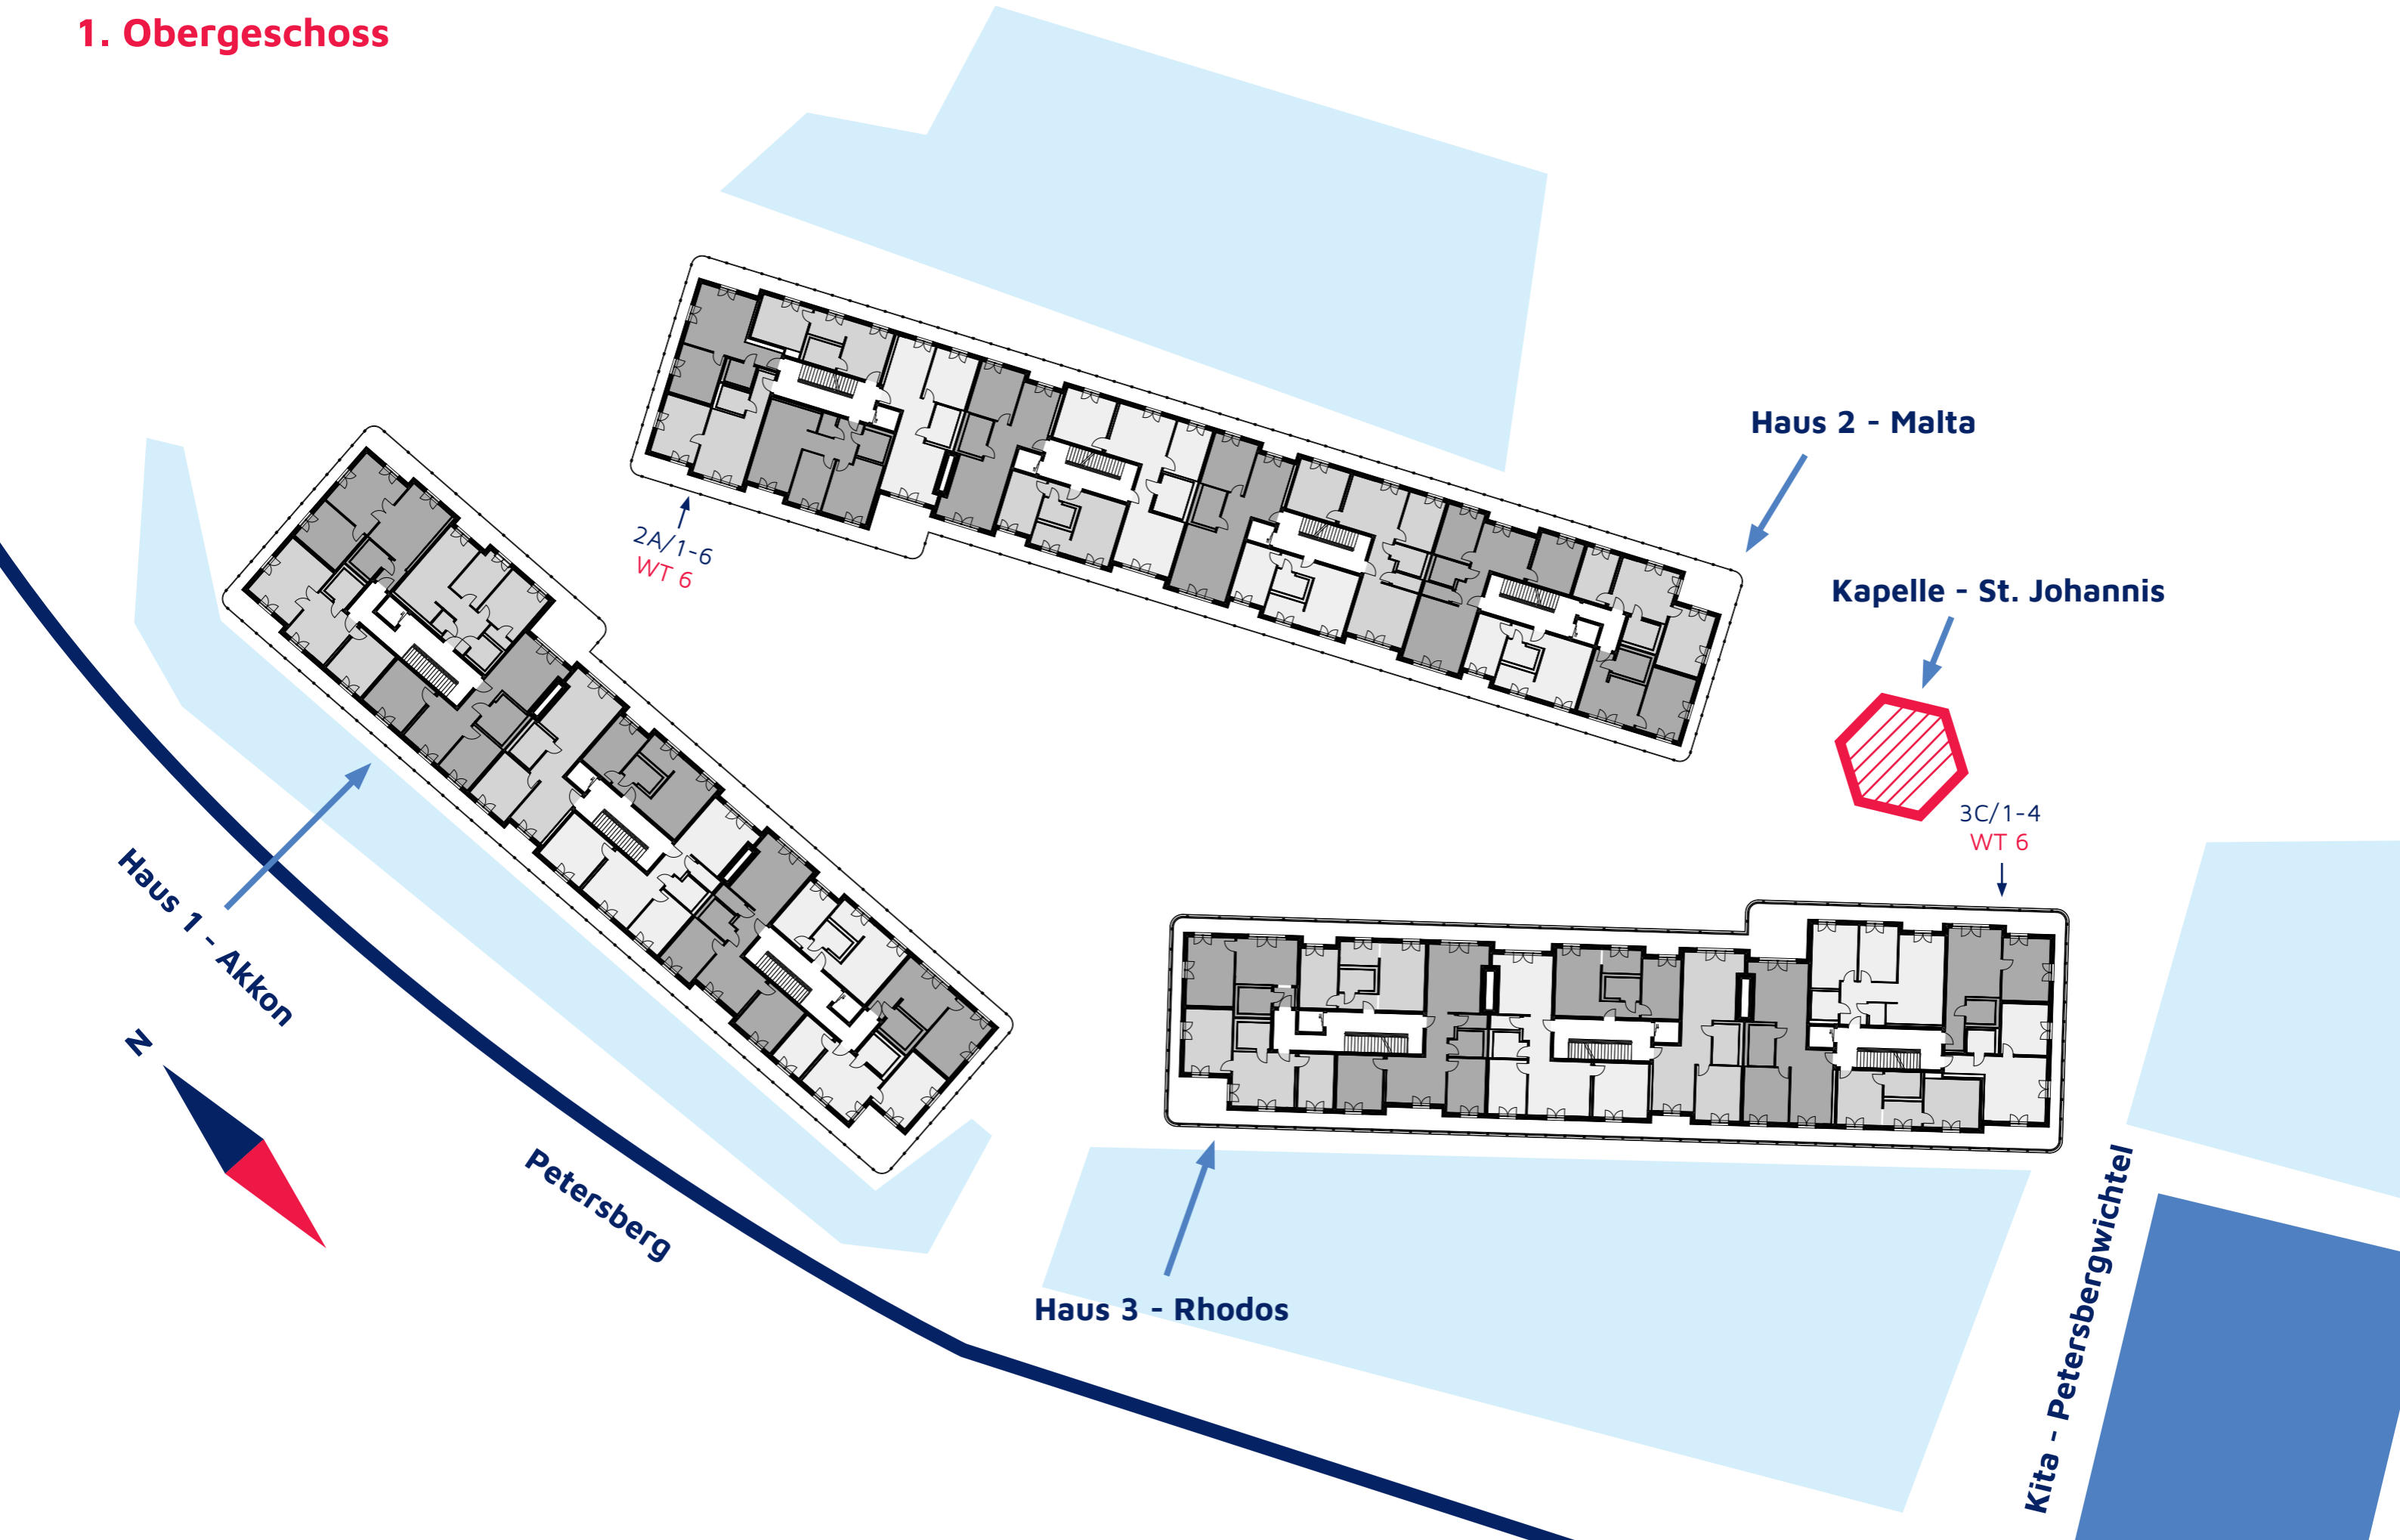 1. Obergeschoss
Haus 2 - Malta
2A/1-6
WT 6
Kapelle - St. Johannis
3C/1-4
WT 6
Haus 1 - Akkon
N
Petersberg
Haus 3 - Rhodos
Kita - Petersbergwichtel